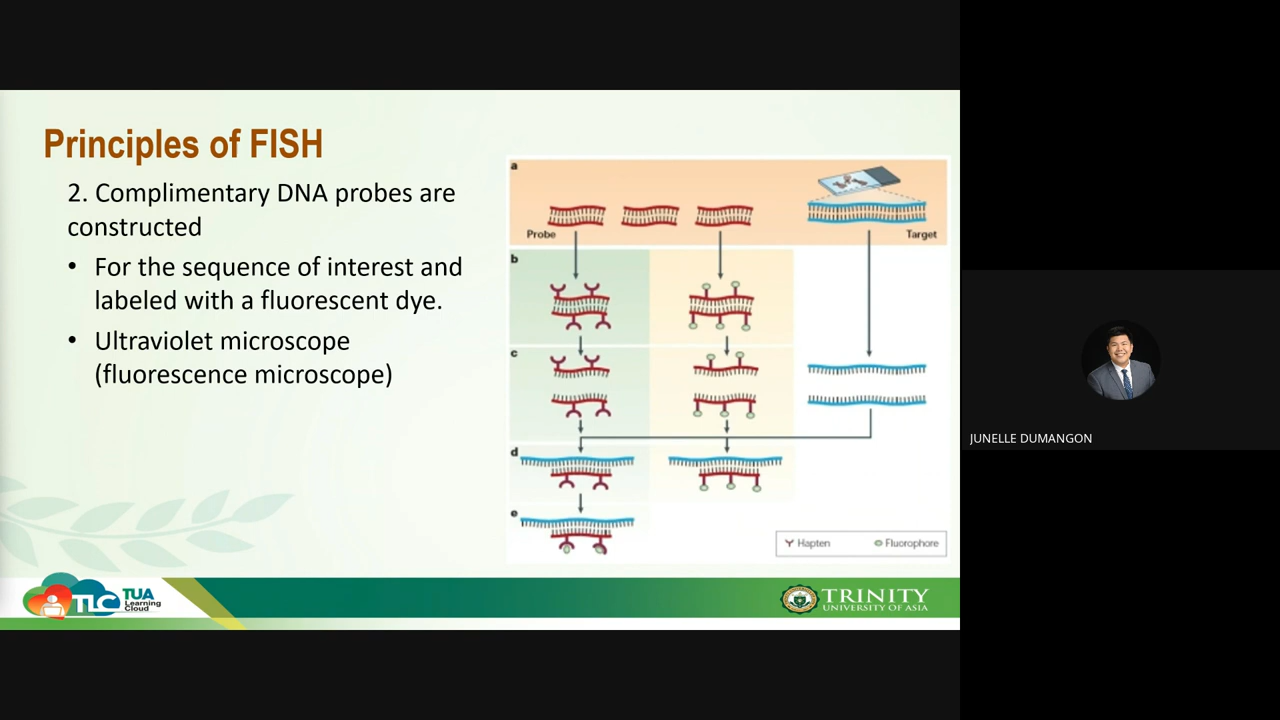 Principles of FISH
2. Complimentary DNA probes are
constructed
• For the sequence of interest and
labeled with a fluorescent dye.
• Ultraviolet microscope
(fluorescence microscope)
a
Probe
Target
b
c
d
e
Hapten
Fluorophore
TLC TUA
Learning
Cloud
TRINITY
UNIVERSITY OF ASIA
JUNELLE DUMANGON